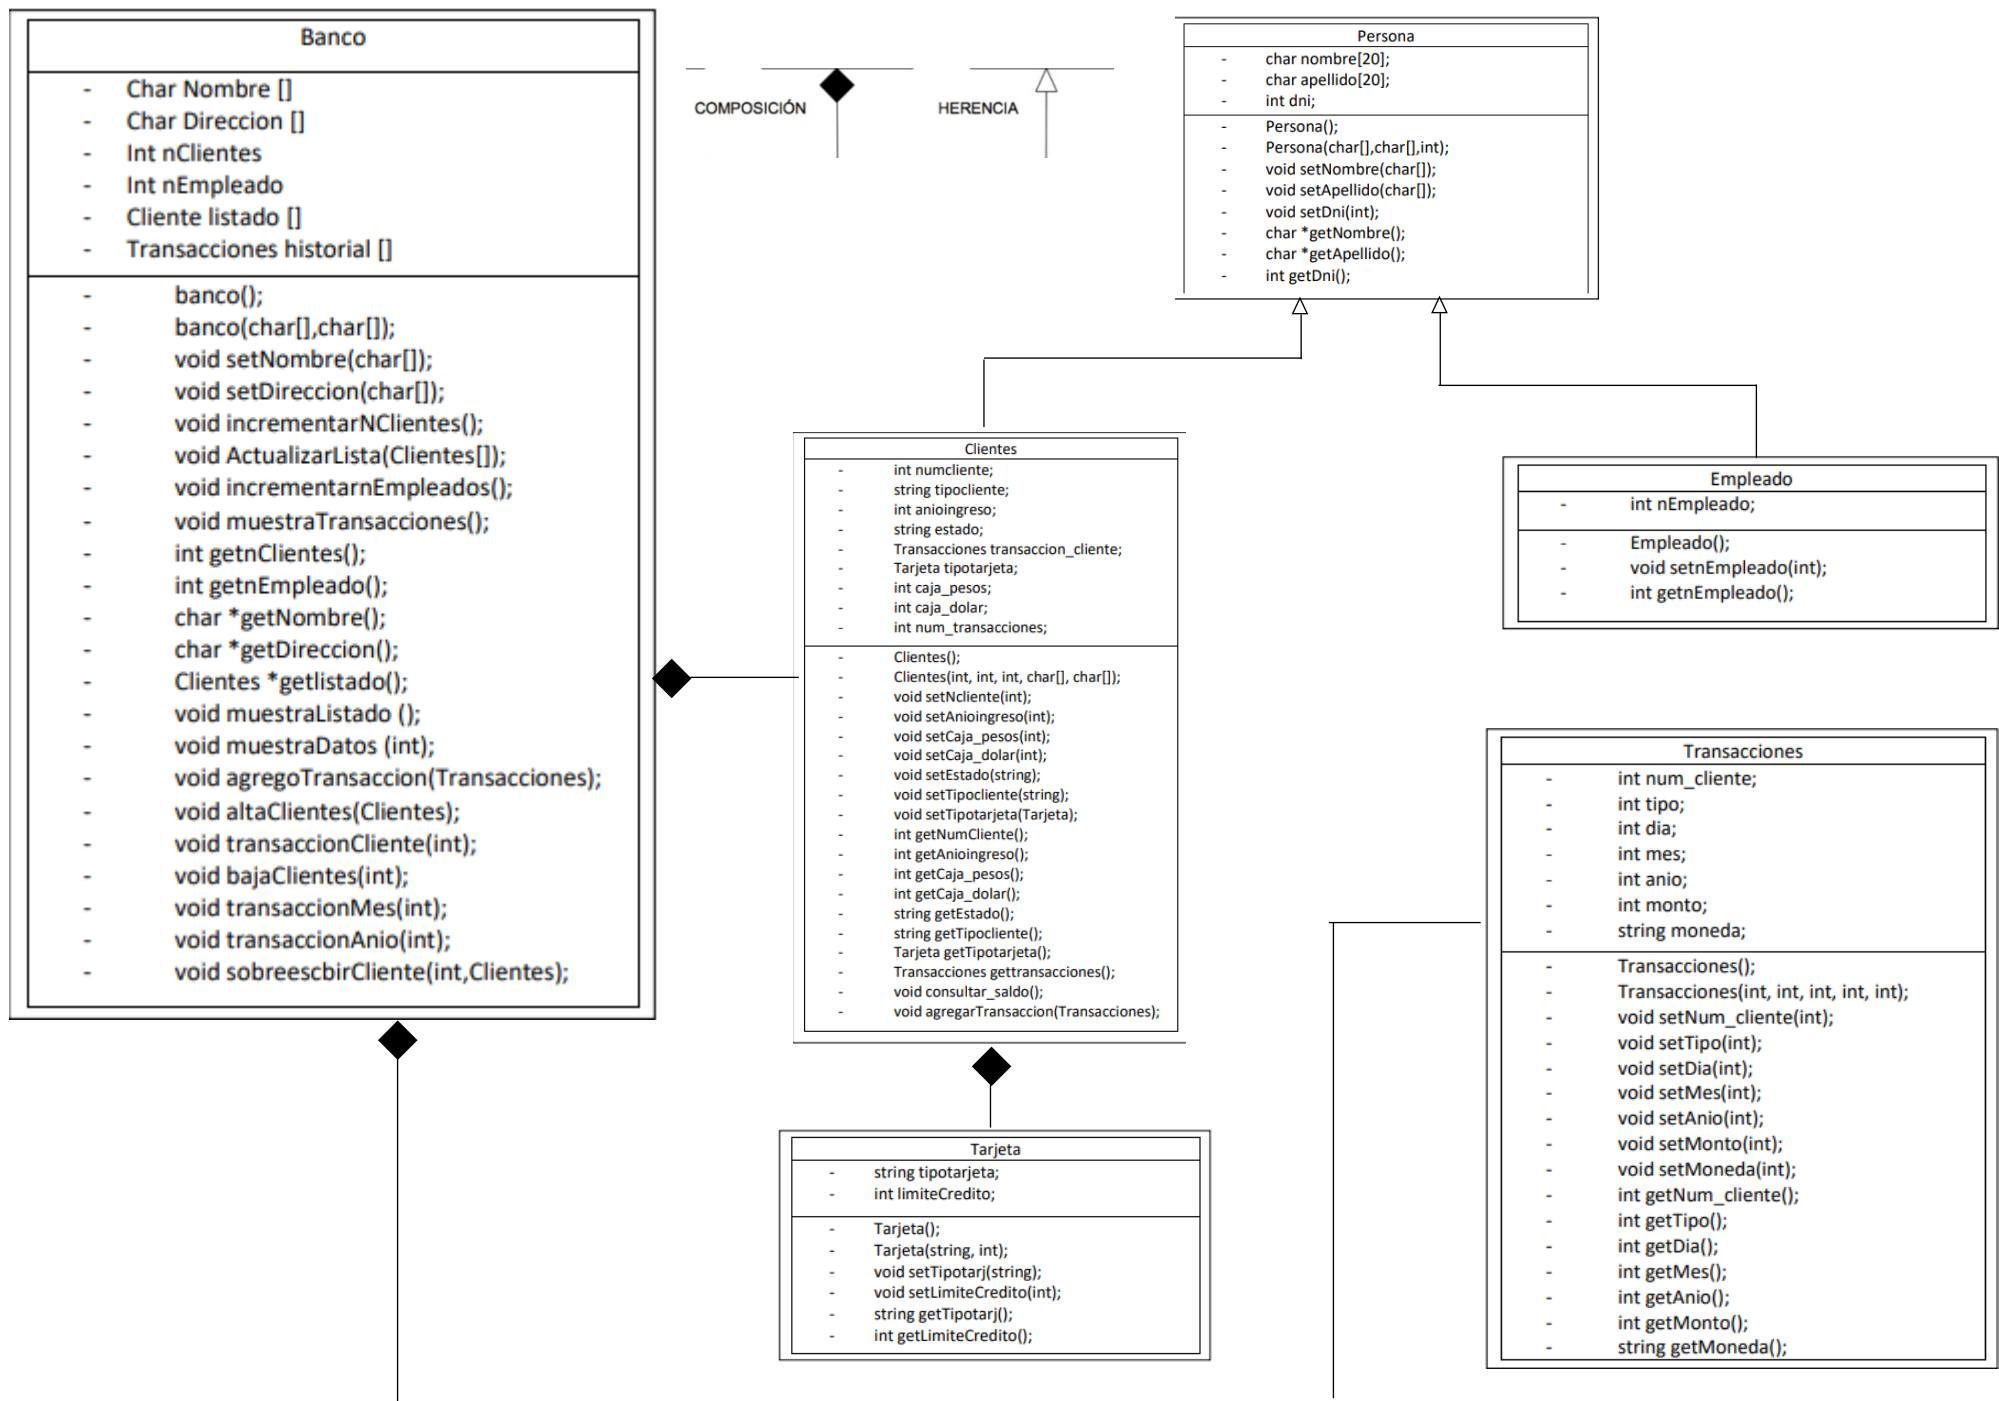 Banco
- Char Nombre []
- Char Direccion []
- Int nClientes
- Int nEmpleado
- Cliente listado []
- Transacciones historial []
- banco();
- banco(char[],char[]);
- void setNombre(char[]);
- void setDireccion(char[]);
- void incrementarNClientes();
- void ActualizarLista(Clientes[]);
- void incrementarnEmpleados();
- void muestraTransacciones();
- int getnClientes();
- int getnEmpleado();
- char *getNombre();
- char *getDireccion();
- Clientes *getlistado();
- void muestraListado ();
- void muestraDatos (int);
- void agregoTransaccion(Transacciones);
- void altaClientes(Clientes);
- void transaccionCliente(int);
- void bajaClientes(int);
- void transaccionMes(int);
- void transaccionAnio(int);
- void sobreescbirCliente(int,Clientes);
COMPOSICIÓN
HERENCIA
Persona
- char nombre[20];
- char apellido[20];
- int dni;
- Persona();
- Persona(char[],char[],int);
- void setNombre(char[]);
- void setApellido(char[]);
- void setDni(int);
- char *getNombre();
- char *getApellido();
- int getDni();
Clientes
- int numcliente;
- string tipocliente;
- int anioingreso;
- string estado;
- Transacciones transaccion_cliente;
- Tarjeta tipotarjeta;
- int caja_pesos;
- int caja_dolar;
- int num_transacciones;
- Clientes();
- Clientes(int, int, int, char[], char[]);
- void setNcliente(int);
- void setAnioingreso(int);
- void setCaja_pesos(int);
- void setCaja_dolar(int);
- void setEstado(string);
- void setTipocliente(string);
- void setTipotarjeta(Tarjeta);
- int getNumCliente();
- int getAnioingreso();
- int getCaja_pesos();
- int getCaja_dolar();
- string getEstado();
- string getTipocliente();
- Tarjeta getTipotarjeta();
- Transacciones gettransacciones();
- void consultar_saldo();
- void agregarTransaccion(Transacciones);
Empleado
- int nEmpleado;
- Empleado();
- void setnEmpleado(int);
- int getnEmpleado();
Tarjeta
- string tipotarjeta;
- int limiteCredito;
- Tarjeta();
- Tarjeta(string, int);
- void setTipotarj(string);
- void setLimiteCredito(int);
- string getTipotarj();
- int getLimiteCredito();
Transacciones
- int num_cliente;
- int tipo;
- int dia;
- int mes;
- int anio;
- int monto;
- string moneda;
- Transacciones();
- Transacciones(int, int, int, int, int);
- void setNum_cliente(int);
- void setTipo(int);
- void setDia(int);
- void setMes(int);
- void setAnio(int);
- void setMonto(int);
- void setMoneda(int);
- int getNum_cliente();
- int getTipo();
- int getDia();
- int getMes();
- int getAnio();
- int getMonto();
- string getMoneda();